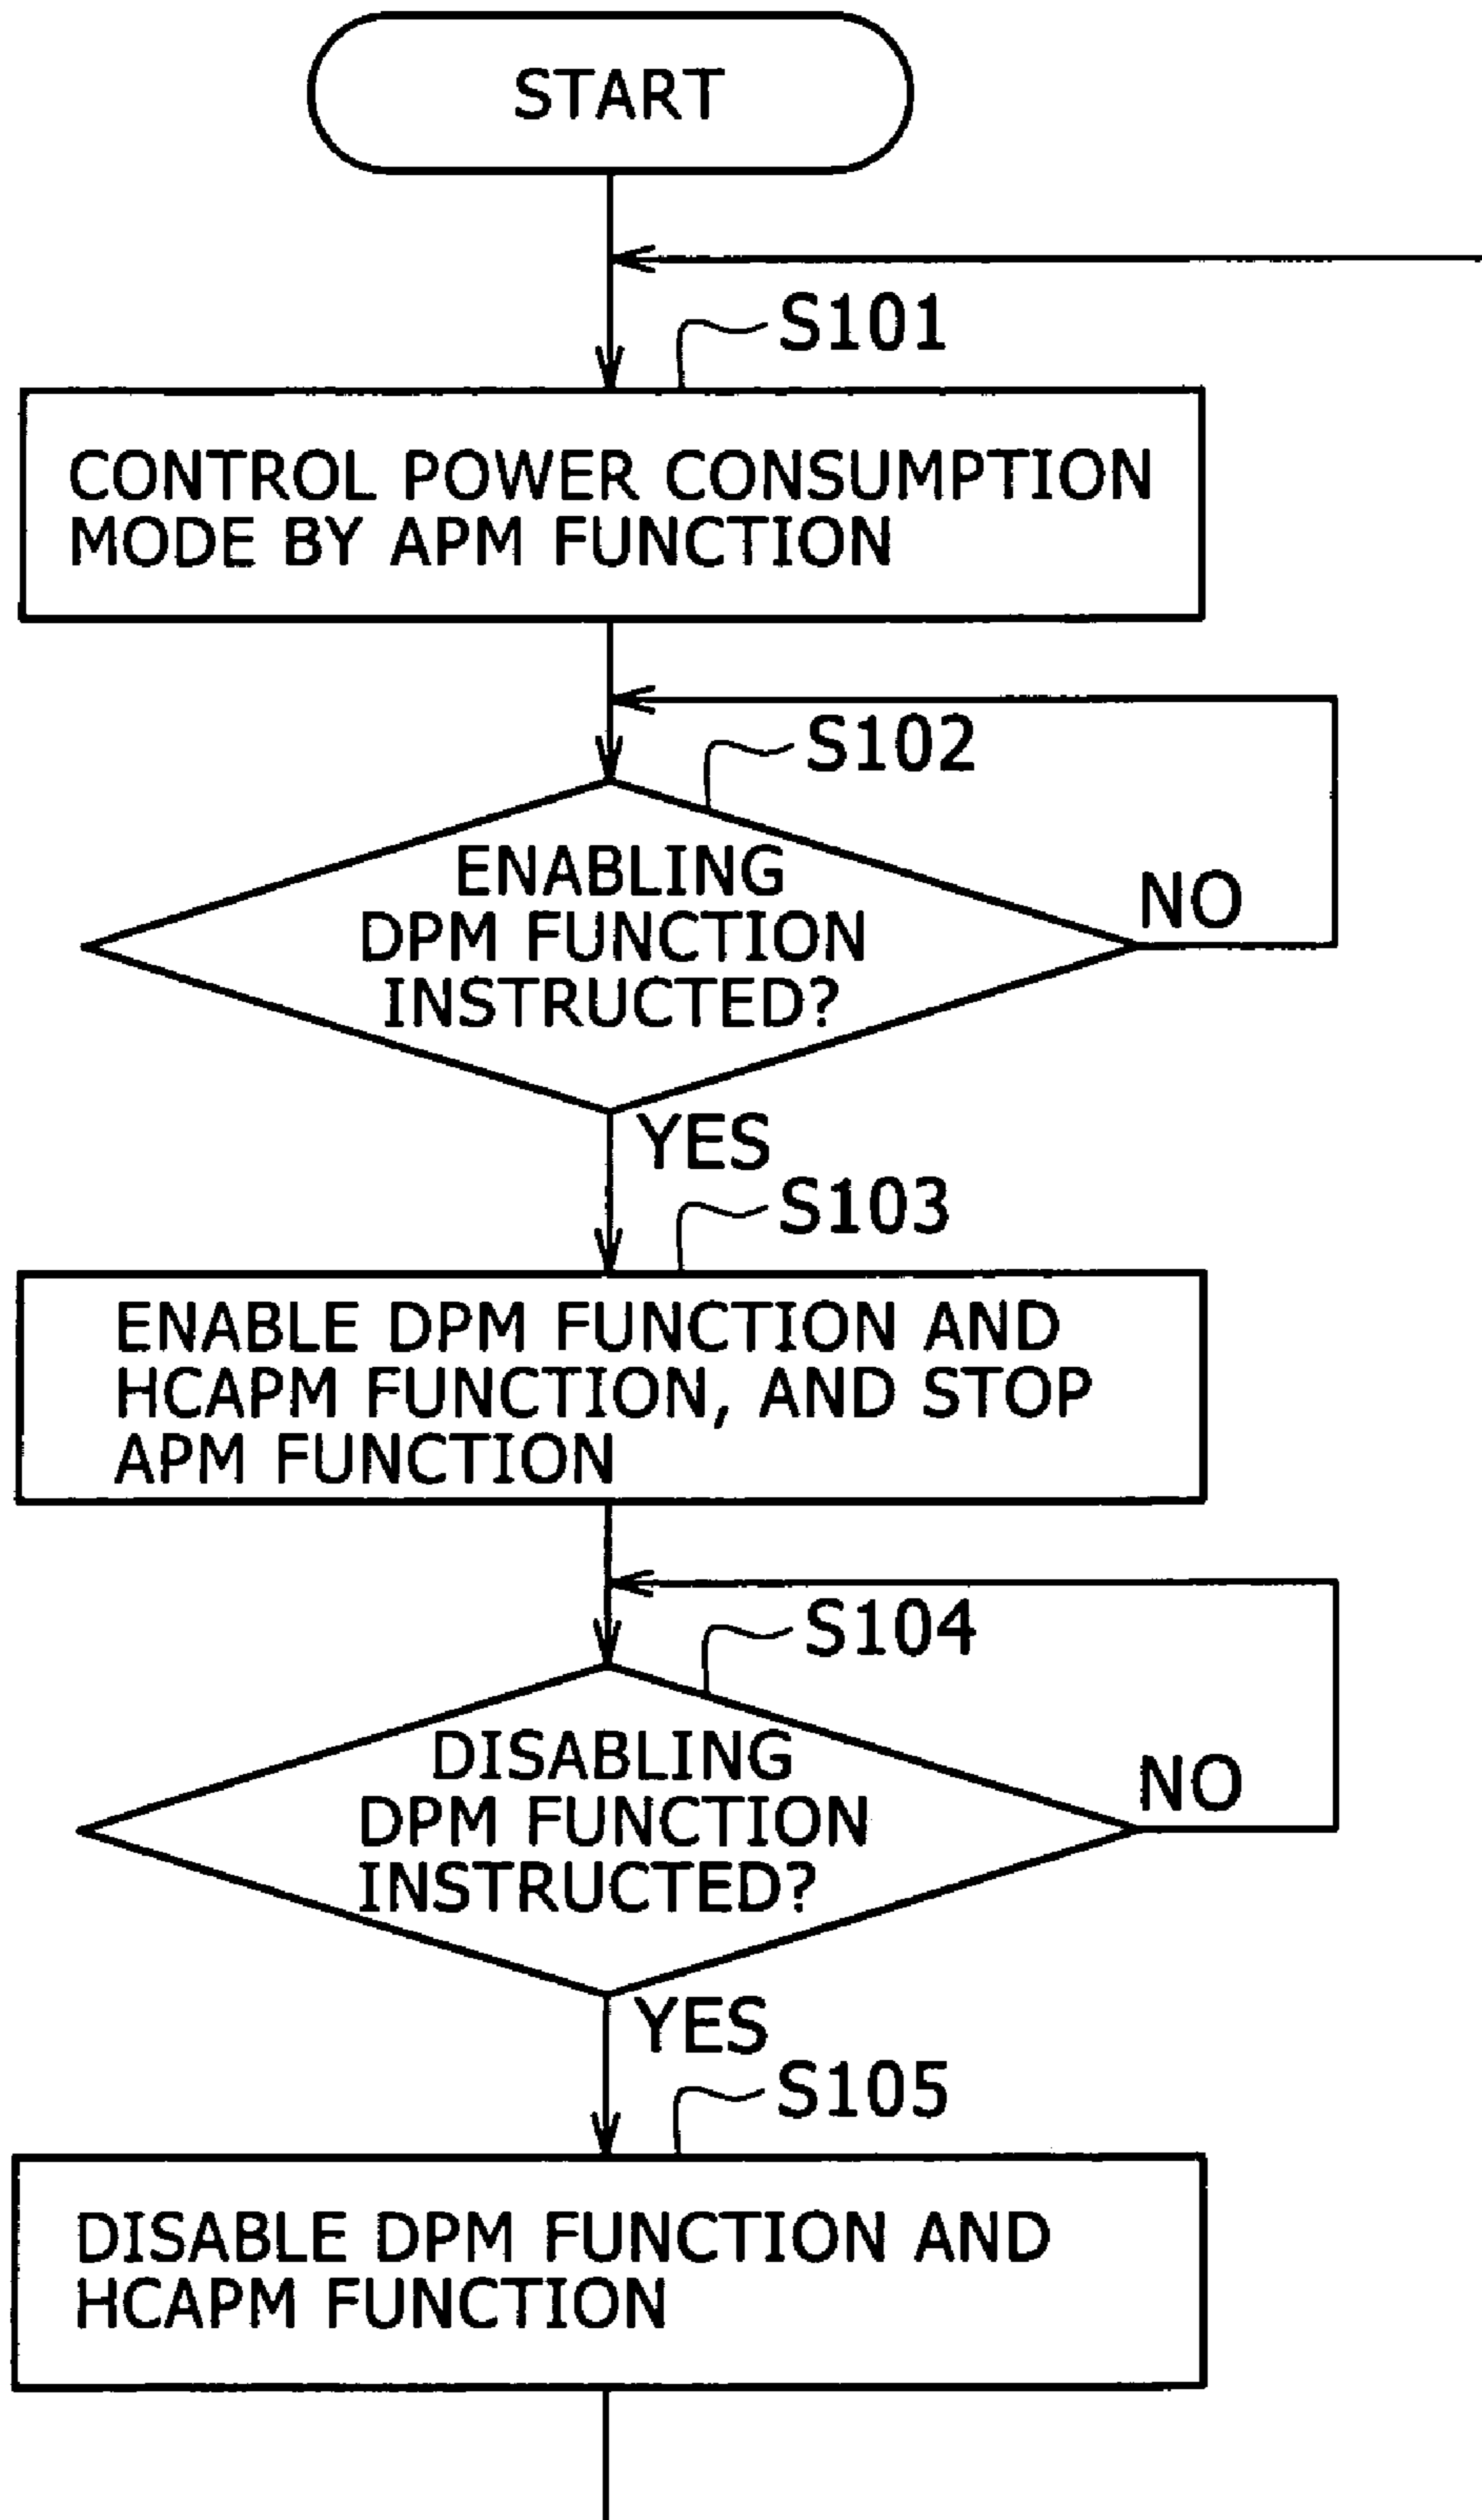 START
S101
CONTROL POWER CONSUMPTION
MODE BY APM FUNCTION
S102
ENABLING
DPM FUNCTION
INSTRUCTED?
NO
YES
S103
ENABLE DPM FUNCTION AND
HCAPM FUNCTION, AND STOP
APM FUNCTION
S104
DISABLING
DPM FUNCTION
INSTRUCTED?
NO
YES
S105
DISABLE DPM FUNCTION AND
HCAPM FUNCTION